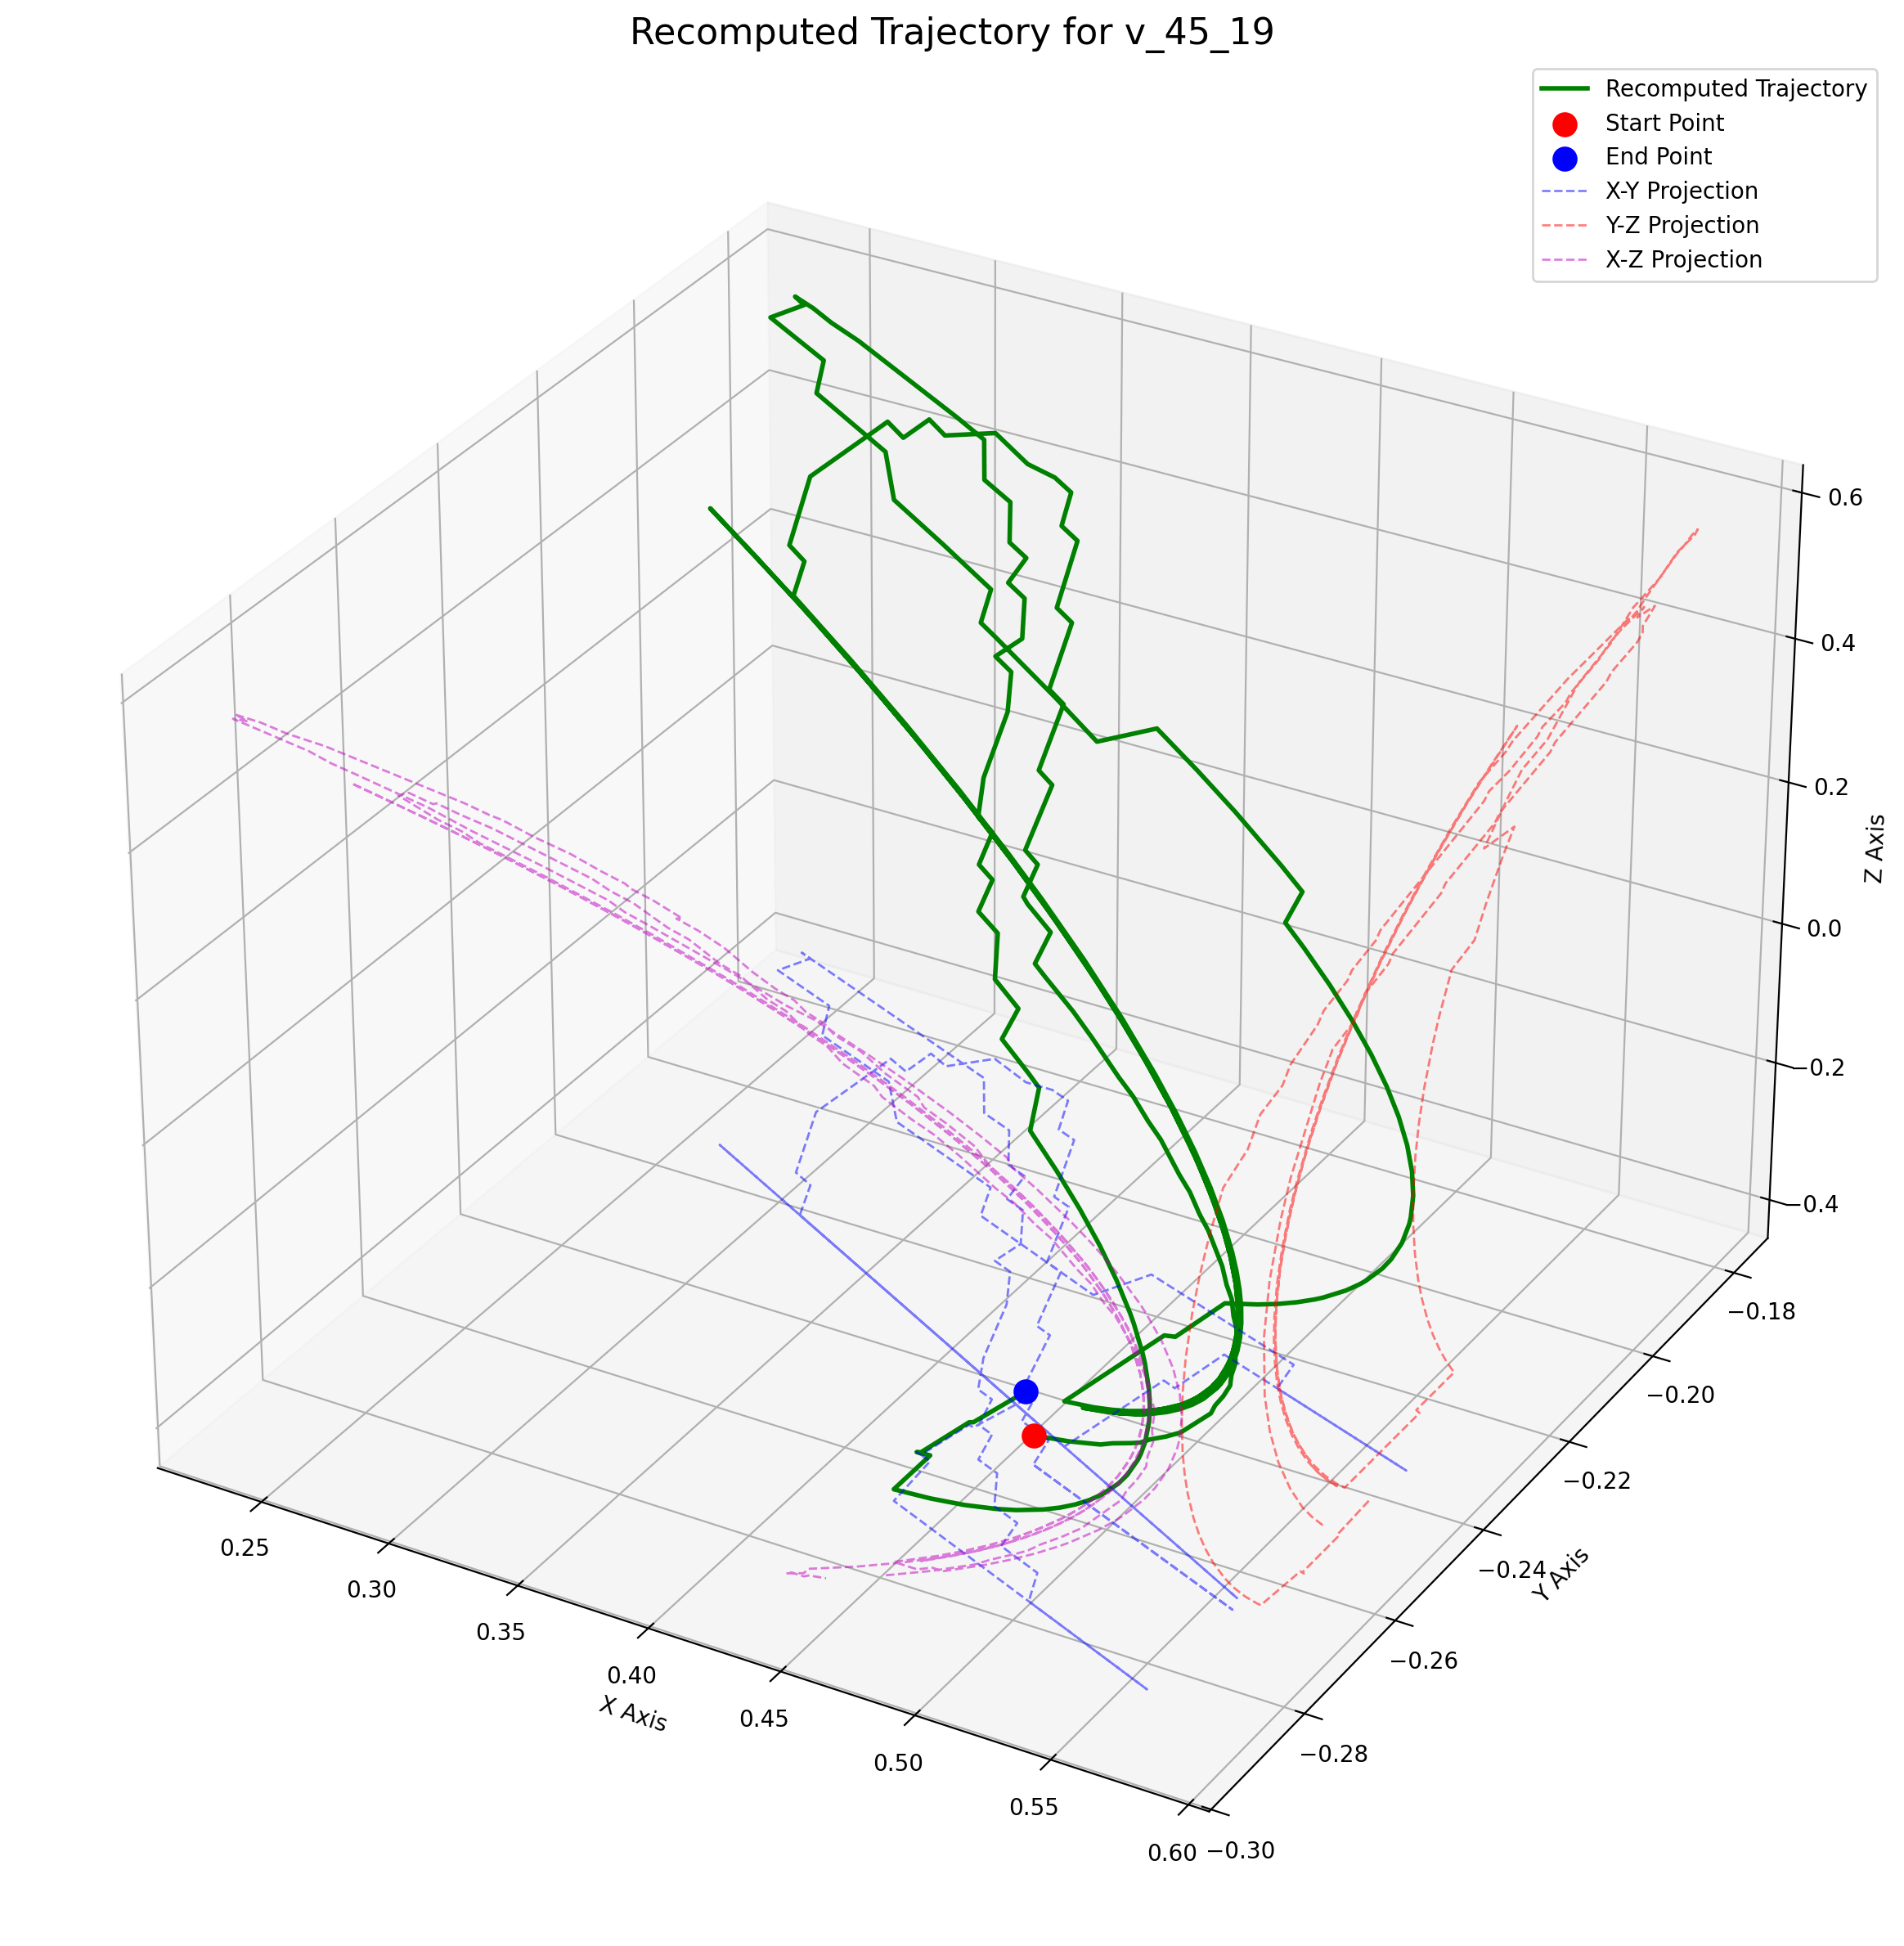 Recomputed Trajectory for v_45_19
Recomputed Trajectory
Start Point
End Point
X-Y Projection
Y-Z Projection
X-Z Projection
0.6
0.4
0.2
0.0
−0.2
−0.4
Z Axis
−0.18
−0.20
−0.22
−0.24
−0.26
−0.28
−0.30
Y Axis
0.25
0.30
0.35
0.40
0.45
0.50
0.55
0.60
X Axis